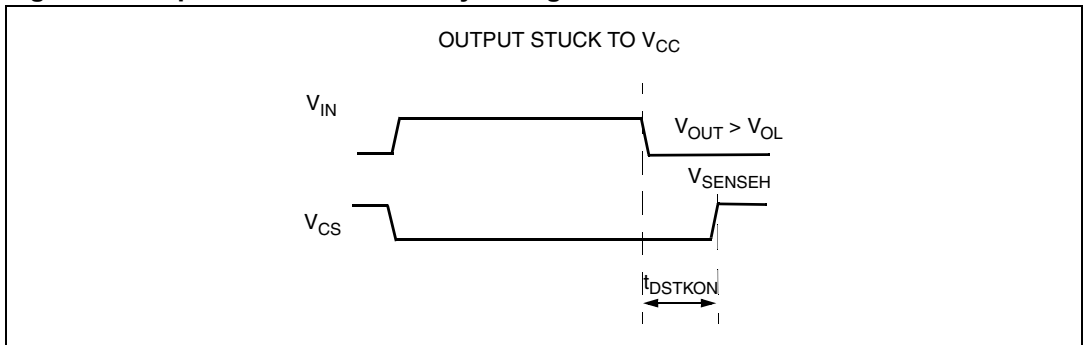 OUTPUT STUCK TO VCC
VIN
VOUT > VOL
VSENSEH
VCS
tDSTKON